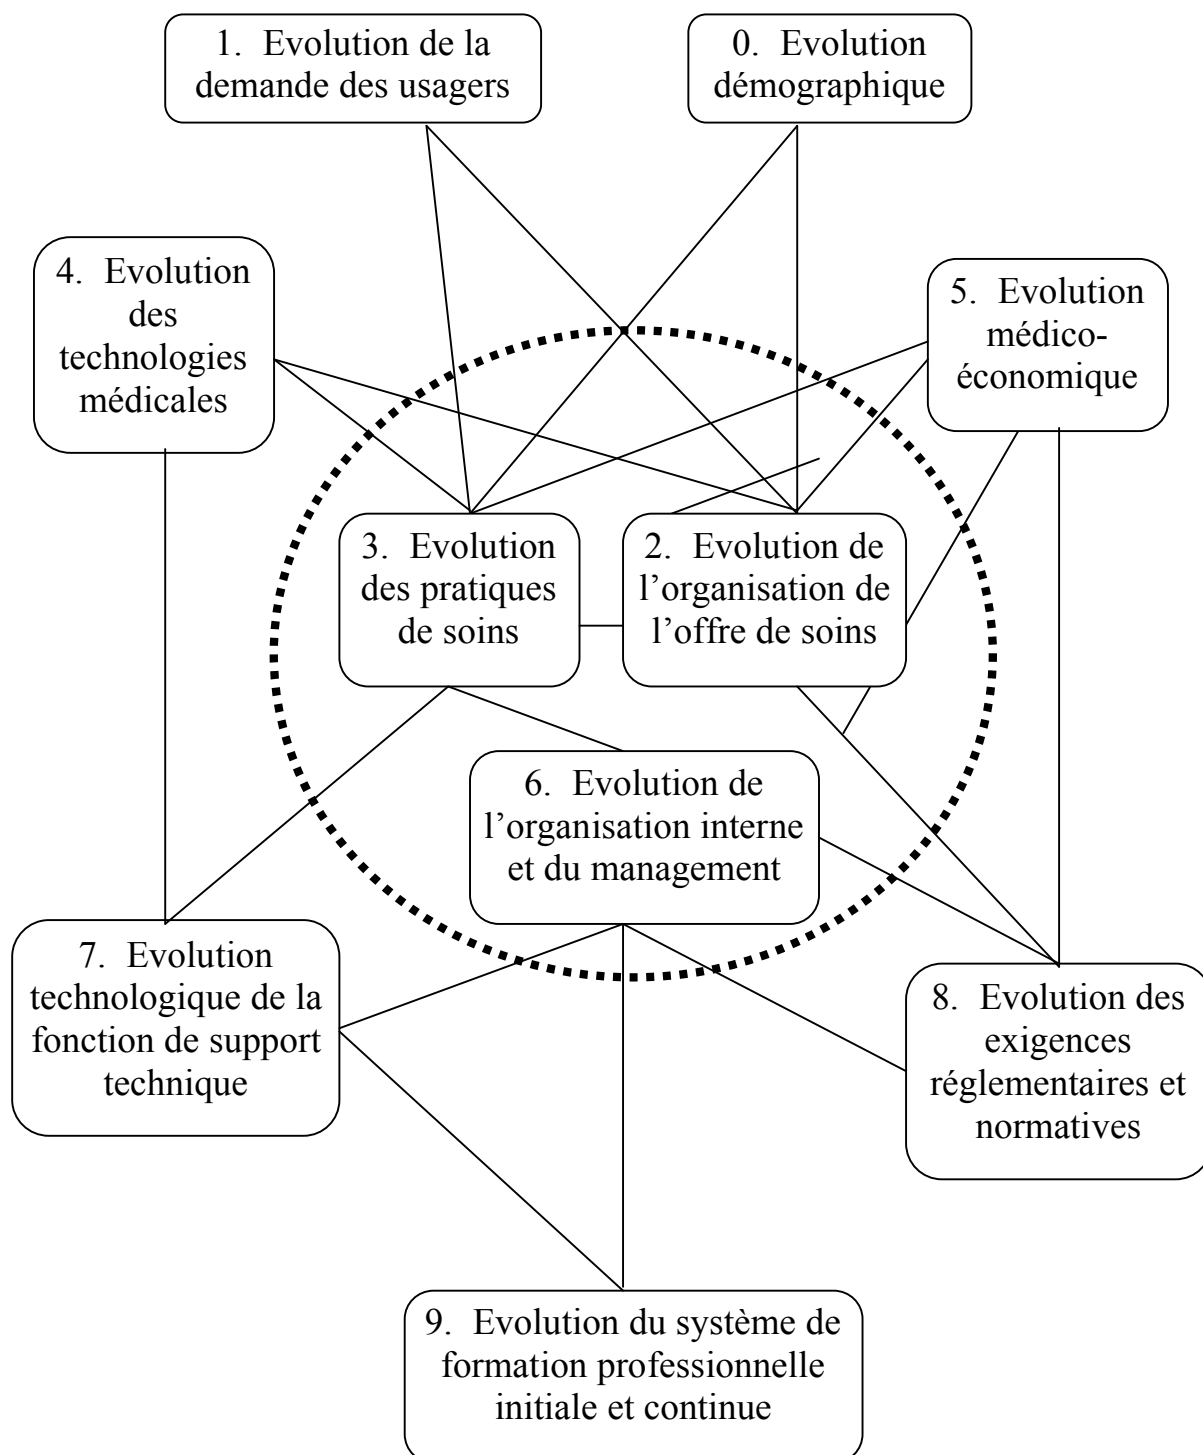 1. Evolution de la
demande des usagers
0. Evolution
démographique
4. Evolution
des
technologies
médicales
5. Evolution
médico-
économique
3. Evolution
des pratiques
de soins
2. Evolution de
l’organisation de
l’offre de soins
6. Evolution de
l’organisation interne
et du management
7. Evolution
technologique de la
fonction de support
technique
8. Evolution des
exigences
réglementaires et
normatives
9. Evolution du système de
formation professionnelle
initiale et continue